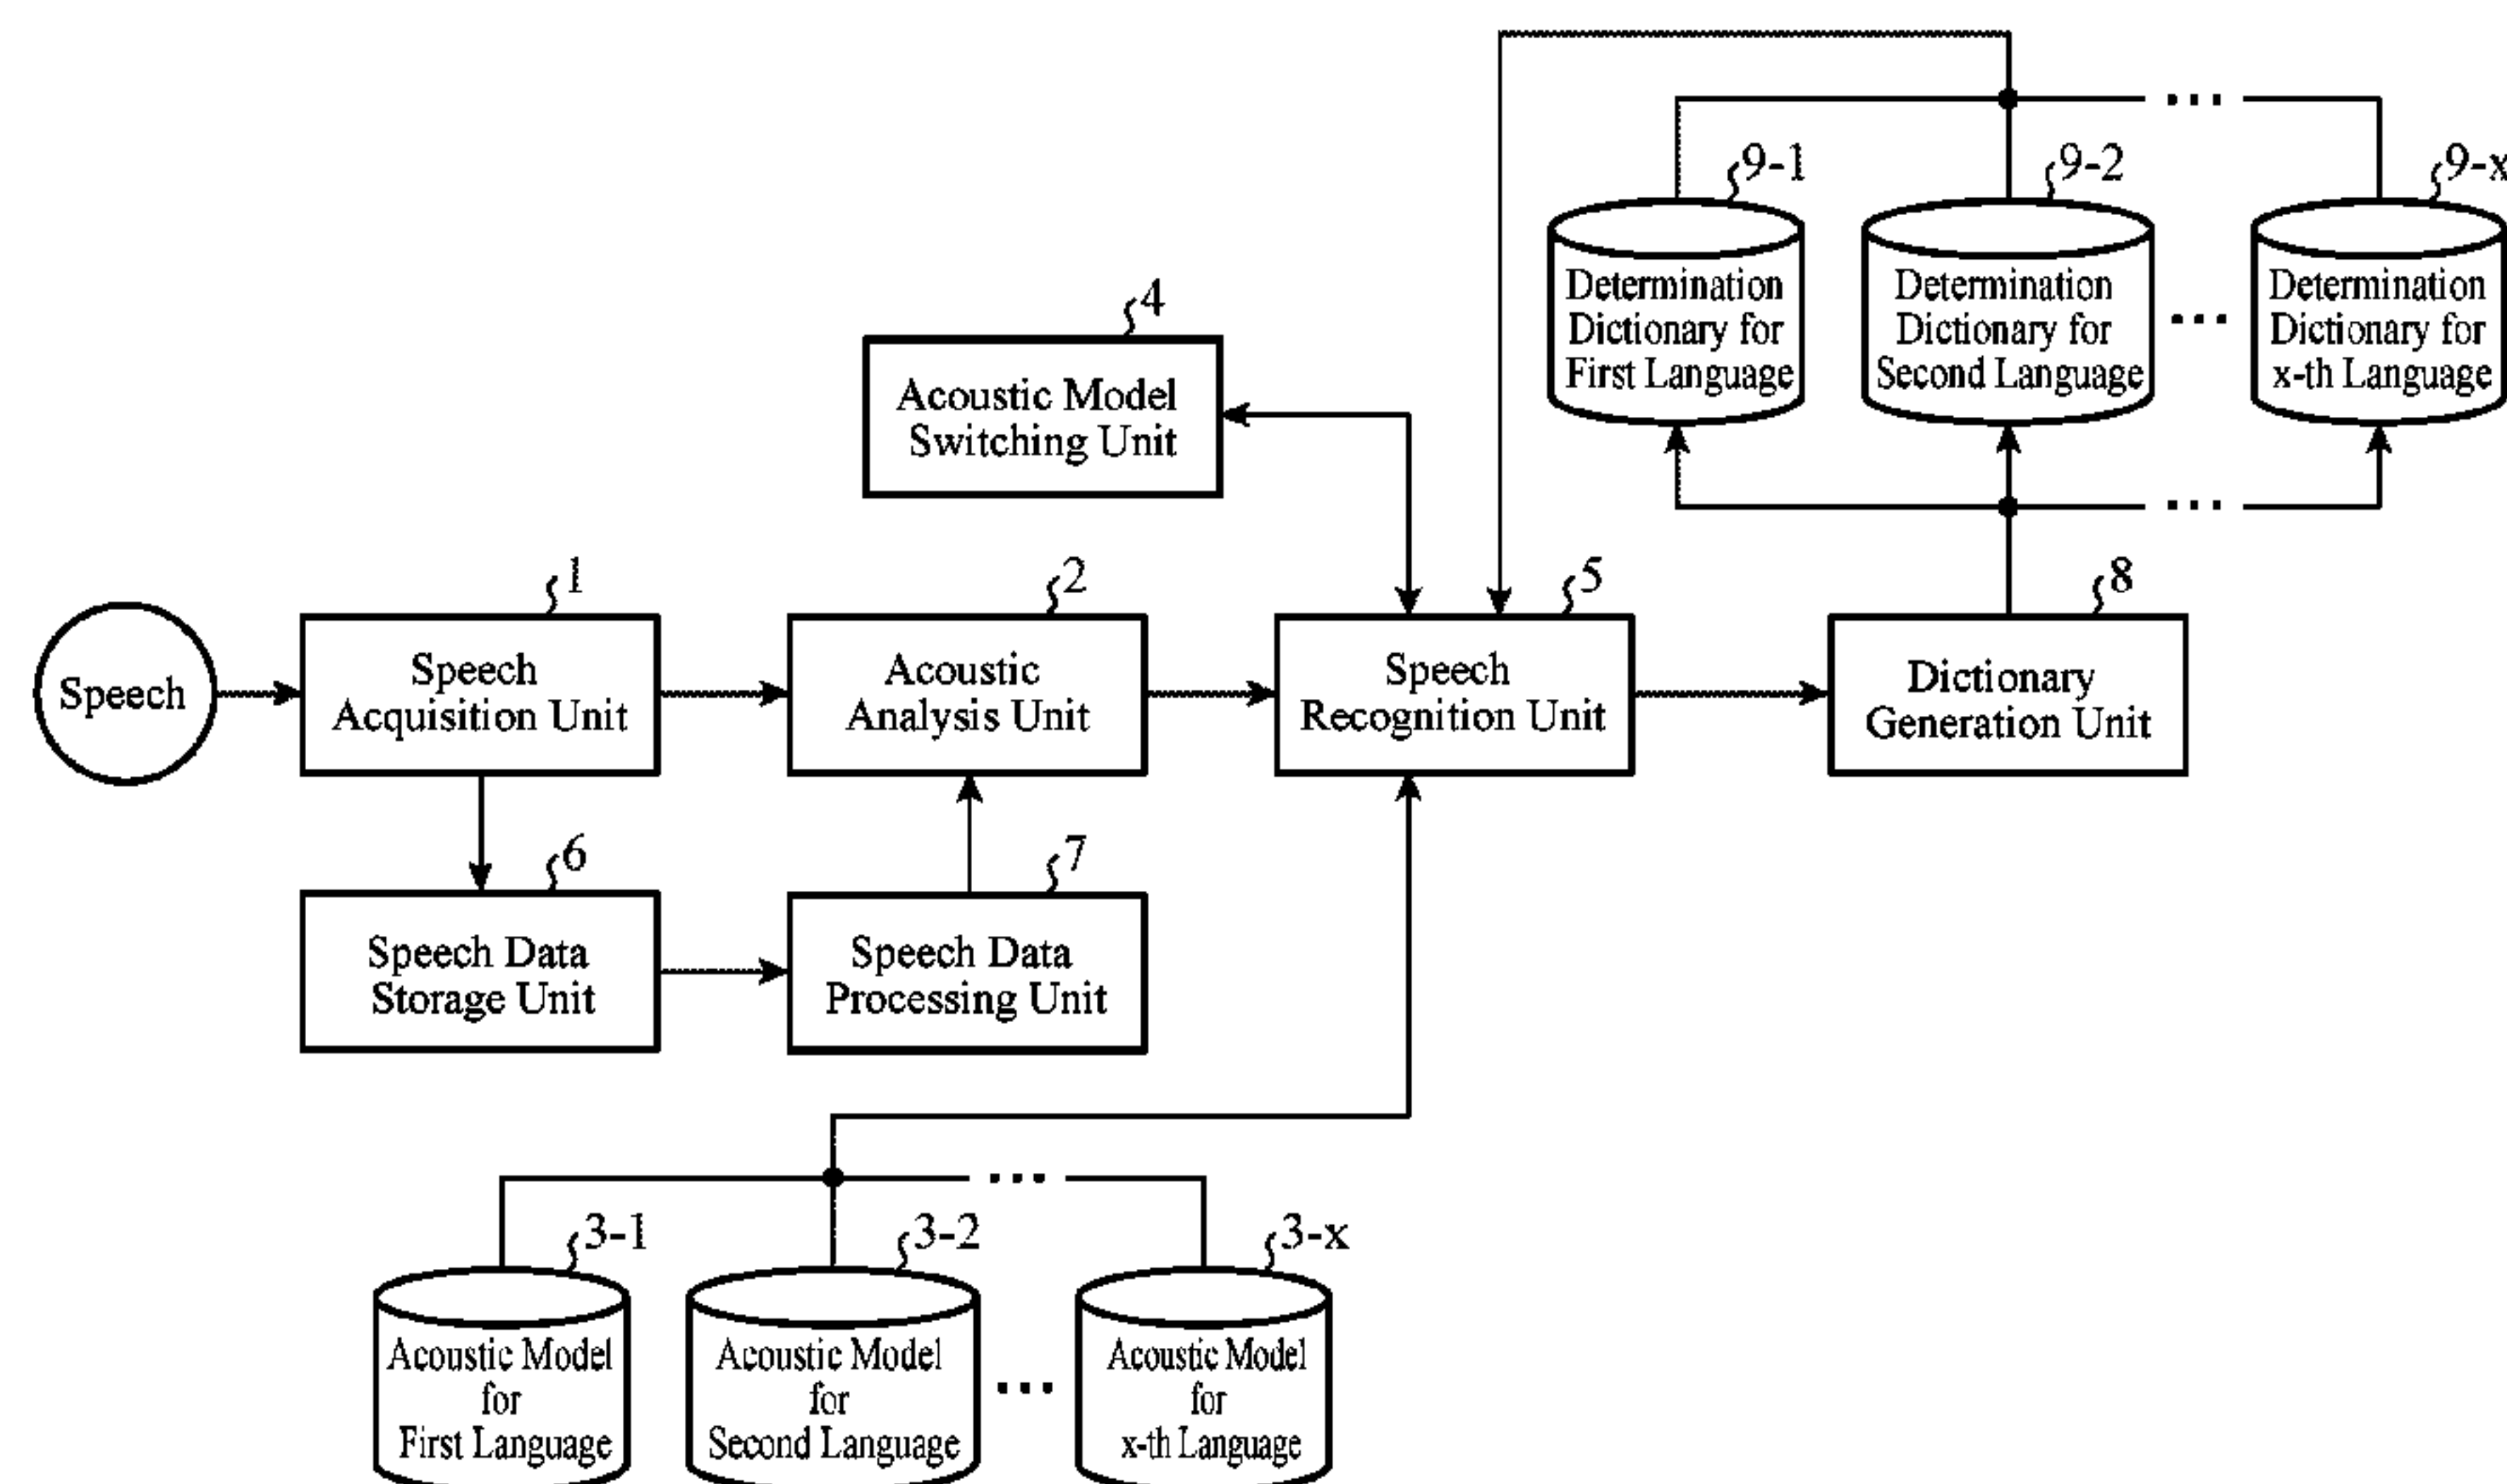 ...
9-1
9-2
9-x
Determination
Dictionary for
First Language
Determination
Dictionary for
Second Language
...
Determination
Dictionary for
x-th Language
4
Acoustic Model
Switching Unit
...
1
2
5
8
Speech
Speech
Acquisition Unit
Acoustic
Analysis Unit
Speech
Recognition Unit
Dictionary
Generation Unit
6
7
Speech Data
Storage Unit
Speech Data
Processing Unit
...
3-1
3-2
3-x
Acoustic Model
for
First Language
Acoustic Model
for
Second Language
...
Acoustic Model
for
x-th Language